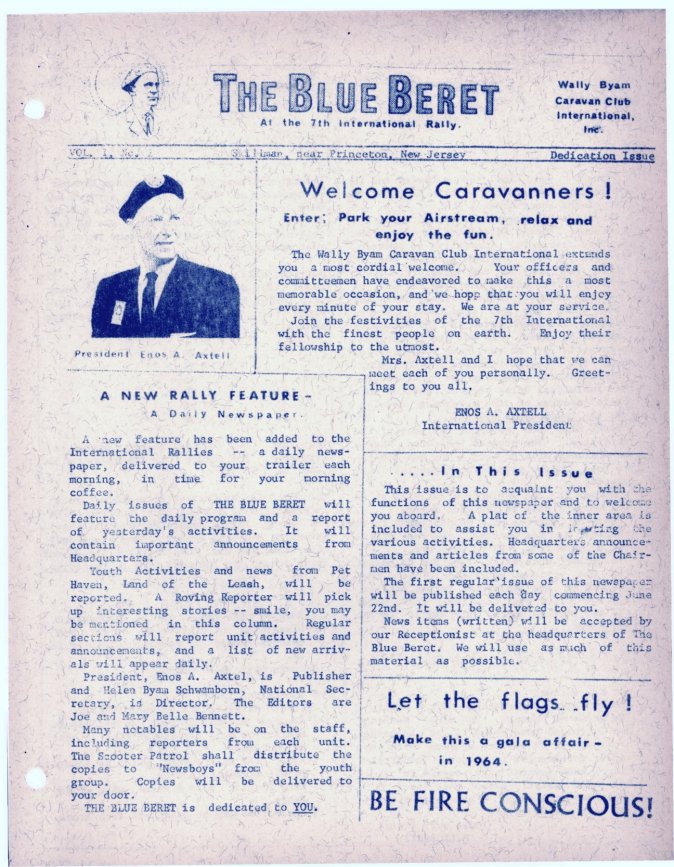 THE BLUE BERET
At the 7th International Rally.
Wally Byam
Caravan Club
International,
Inc.
VOL. 1, No.
Skillman, near Princeton, New Jersey
Dedication Issue
President Enos A. Axtell
Welcome Caravanners!
Enter; Park your Airstream, relax and
enjoy the fun.
The Wally Byam Caravan Club International extends
you a most cordial welcome. Your officers and
committeemen have endeavored to make this a most
memorable occasion, and we hope that you will enjoy
every minute of your stay. We are at your service.
Join the festivities of the 7th International
with the finest people on earth. Enjoy their
fellowship to the utmost.
Mrs. Axtell and I hope that we can
meet each of you personally. Greet-
ings to you all.
ENOS A. AXTELL
International President
A NEW RALLY FEATURE -
A Daily Newspaper.
A new feature has been added to the
International Rallies -- a daily news-
paper, delivered to your trailer each
morning, in time for your morning
coffee.
Daily issues of THE BLUE BERET will
feature the daily program and a report
of yesterday's activities. It will
contain important announcements from
Headquarters.
Youth Activities and news from Pet
Haven, Land of the Leash, will be
reported. A Roving Reporter will pick
up interesting stories -- smile, you may
be mentioned in this column. Regular
sections will report unit activities and
announcements, and a list of new arriv-
als will appear daily.
President, Enos A. Axtel, is Publisher
and Helen Byam Schwamborn, National Sec-
retary, is Director. The Editors are
Joe and Mary Belle Bennett.
Many notables will be on the staff,
including reporters from each unit.
The Scooter Patrol shall distribute the
copies to "Newsboys" from the youth
group. Copies will be delivered to
your door.
THE BLUE BERET is dedicated to YOU.
.....In This Issue
This issue is to acquaint you with the
functions of this newspaper and to welcome
you aboard. A plat of the inner area is
included to assist you in locating the
various activities. Headquarters announce-
ments and articles from some of the Chair-
men have been included.
The first regular issue of this newspaper
will be published each day commencing June
22nd. It will be delivered to you.
News items (written) will be accepted by
our Receptionist at the headquarters of The
Blue Beret. We will use as much of this
material as possible.
Let the flags...fly!
Make this a gala affair -
in 1964.
BE FIRE CONSCIOUS!